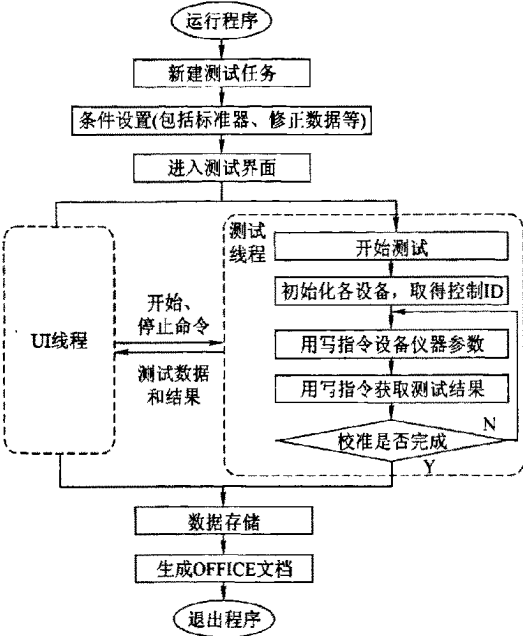 运行程序
新建测试任务
条件设置(包括标准器、修正数据等)
进入测试界面
测试
线程
开始测试
初始化各设备，取得控制ID
开始、
停止命令
UI线程
测试数据
和结果
用写指令设备仪器参数
用写指令获取测试结果
校准是否完成
N
Y
数据存储
生成OFFICE文档
退出程序